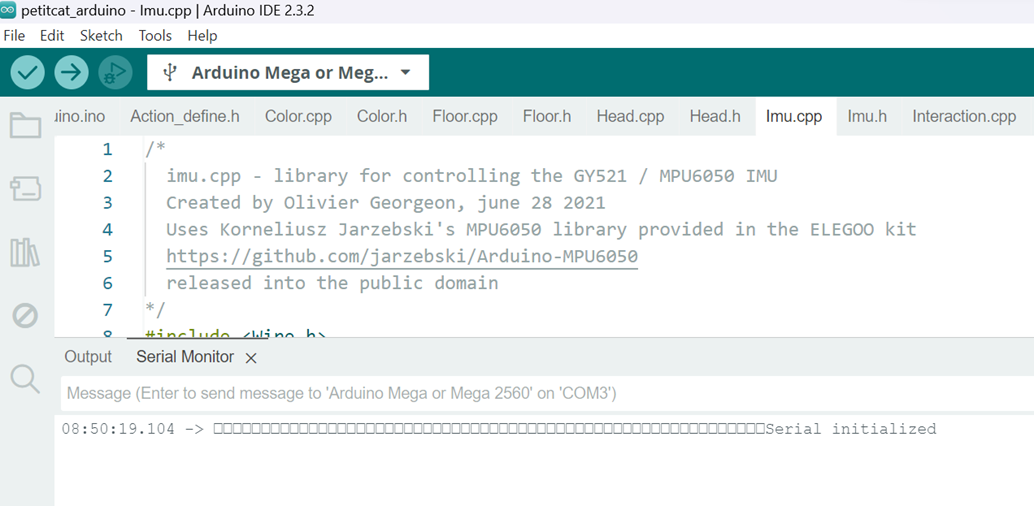 petitcat_arduino - Imu.cpp | Arduino IDE 2.3.2
File Edit Sketch Tools Help
Arduino Mega or Meg...
uino.ino Action_define.h Color.cpp Color.h Floor.cpp Floor.h Head.cpp Head.h Imu.cpp Imu.h Interaction.cpp
1 /*
2 imu.cpp - library for controlling the GY521 / MPU6050 IMU
3 Created by Olivier Georgeon, june 28 2021
4 Uses Korneliusz Jarzebski's MPU6050 library provided in the ELEGOO kit
5 https://github.com/jarzebski/Arduino-MPU6050
6 released into the public domain
7 */
8 #include <Wire.h>
Output Serial Monitor
Message (Enter to send message to 'Arduino Mega or Mega 2560' on 'COM3')
08:50:19.104 -> □□□□□□□□□□□□□□□□□□□□□□□□□□□□□□□□□□□□□□□□□□□□□□□□□□□□□□□□□□□Serial initialized